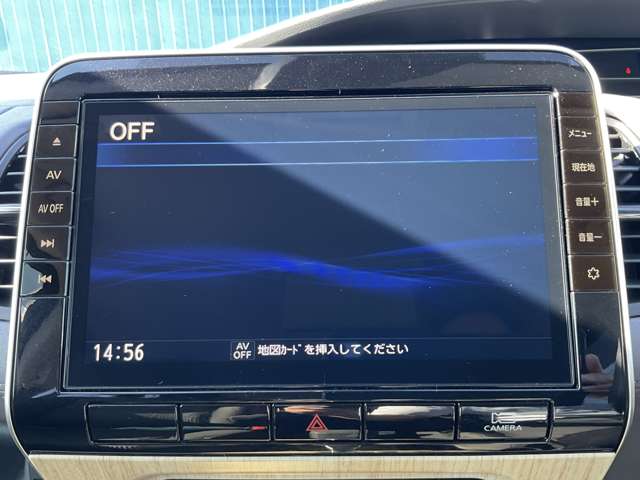 OFF
AV
AV OFF
メニュー
現在地
音量＋
音量－
14:56
AV OFF 地図ｶｰﾄﾞを挿入してください
CAMERA